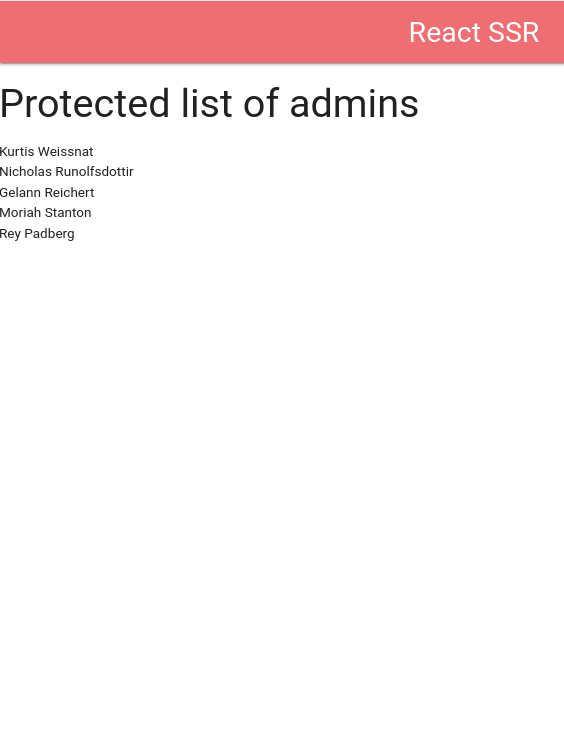 React SSR
Protected list of admins
Kurtis Weissnat
Nicholas Runolfsdottir
Gelann Reichert
Moriah Stanton
Rey Padberg